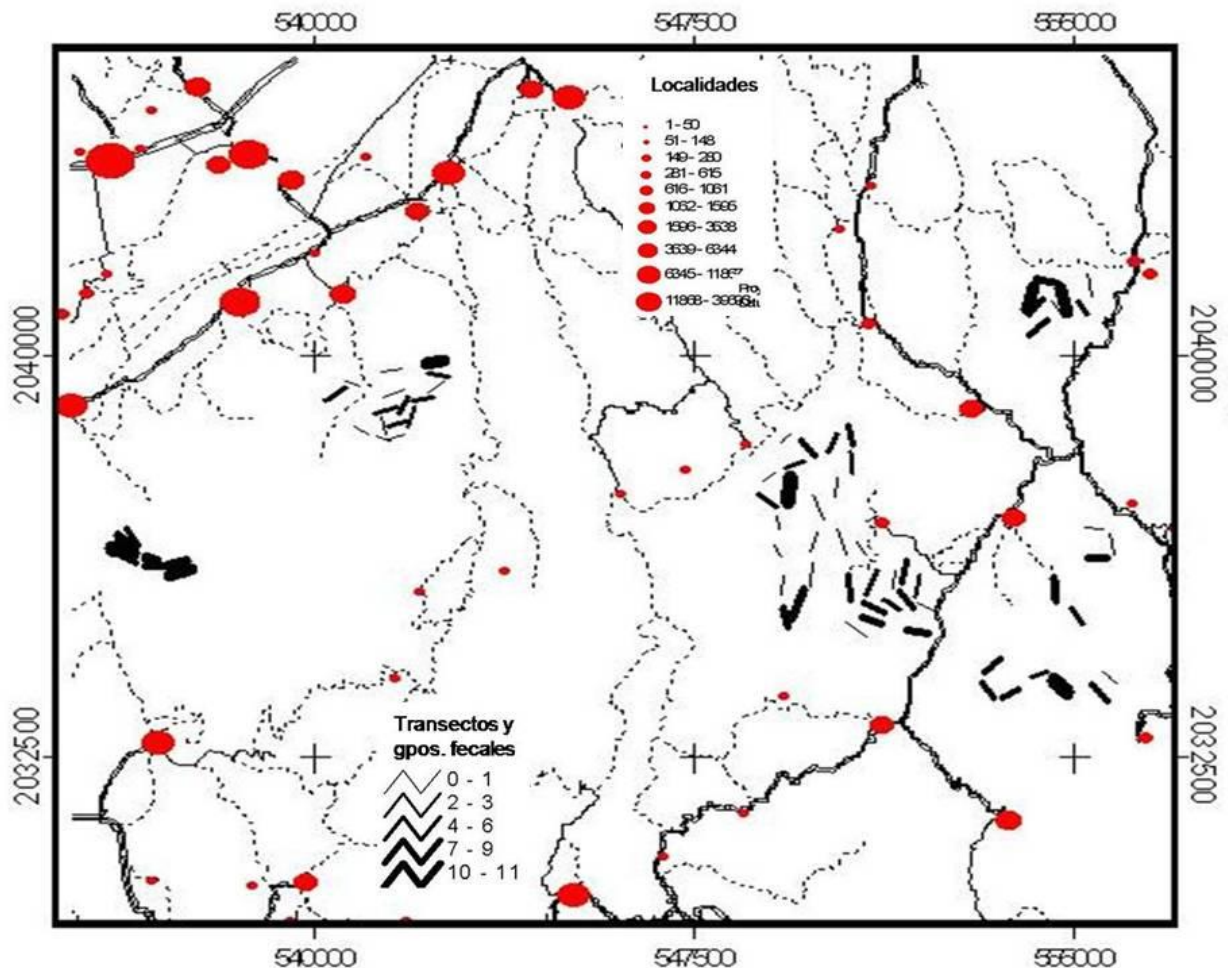 540000 547500 555000
Localidades
1 - 50
51 - 148
149 - 280
281 - 615
616 - 1061
1062 - 1595
1596 - 3538
3539 - 6344
6345 -
11868 -
2040000 2040000
Transectos y
gpos. fecales
0 - 1
2 - 3
4 - 6
7 - 9
10 - 11
2032500 2032500
540000 547500 555000